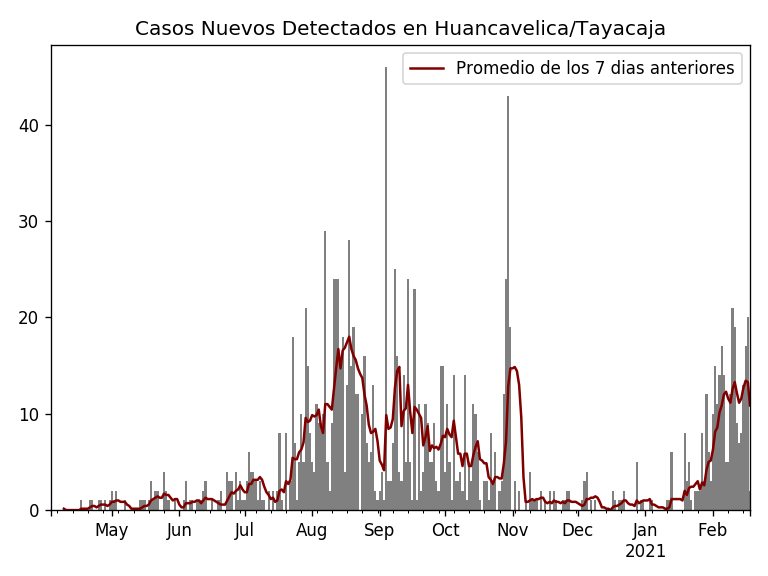 Casos Nuevos Detectados en Huancavelica/Tayacaja
Promedio de los 7 dias anteriores
40
30
20
10
0
May Jun Jul Aug Sep Oct Nov Dec Jan Feb
2021